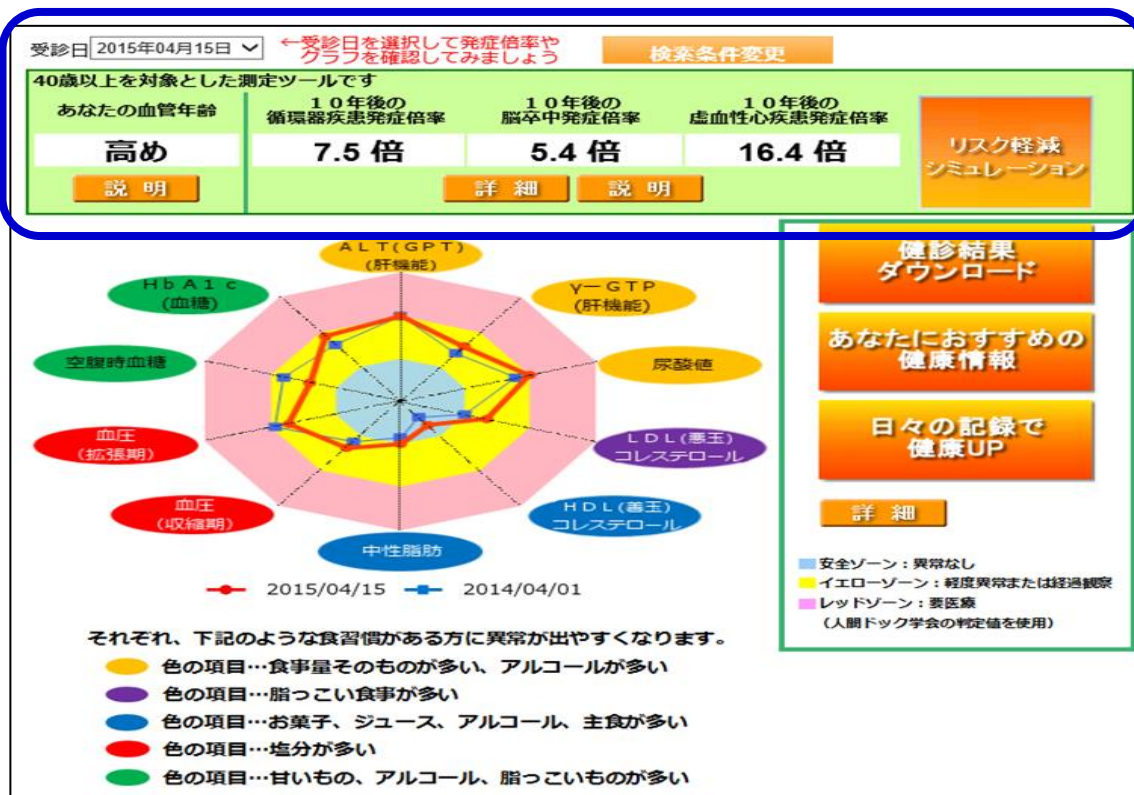 受診日 2015年04月15日 ←受診日を選択して発症倍率や
グラフを確認してみましょう
検索条件変更
40歳以上を対象とした測定ツールです
あなたの血管年齢
高め
説 明
10年後の
循環器疾患発症倍率
7.5 倍
10年後の
脳卒中発症倍率
5.4 倍
10年後の
虚血性心疾患発症倍率
16.4 倍
詳 細
説 明
リスク軽減
シミュレーション
ALT(GPT)
(肝機能)
γーGTP
(肝機能)
尿酸値
LDL(悪玉)
コレステロール
HDL(善玉)
コレステロール
中性脂肪
血圧
(収縮期)
血圧
(拡張期)
空腹時血糖
HbA1c
(血糖)
2015/04/15 2014/04/01
健診結果
ダウンロード
あなたにおすすめの
健康情報
日々の記録で
健康UP
詳 細
安全ゾーン：異常なし
イエローゾーン：軽度異常または経過観察
レッドゾーン：要医療
（人間ドック学会の判定値を使用）
それぞれ、下記のような食習慣がある方に異常が出やすくなります。
色の項目…食事量そのものが多い、アルコールが多い
色の項目…脂っこい食事が多い
色の項目…お菓子、ジュース、アルコール、主食が多い
色の項目…塩分が多い
色の項目…甘いもの、アルコール、脂っこいものが多い